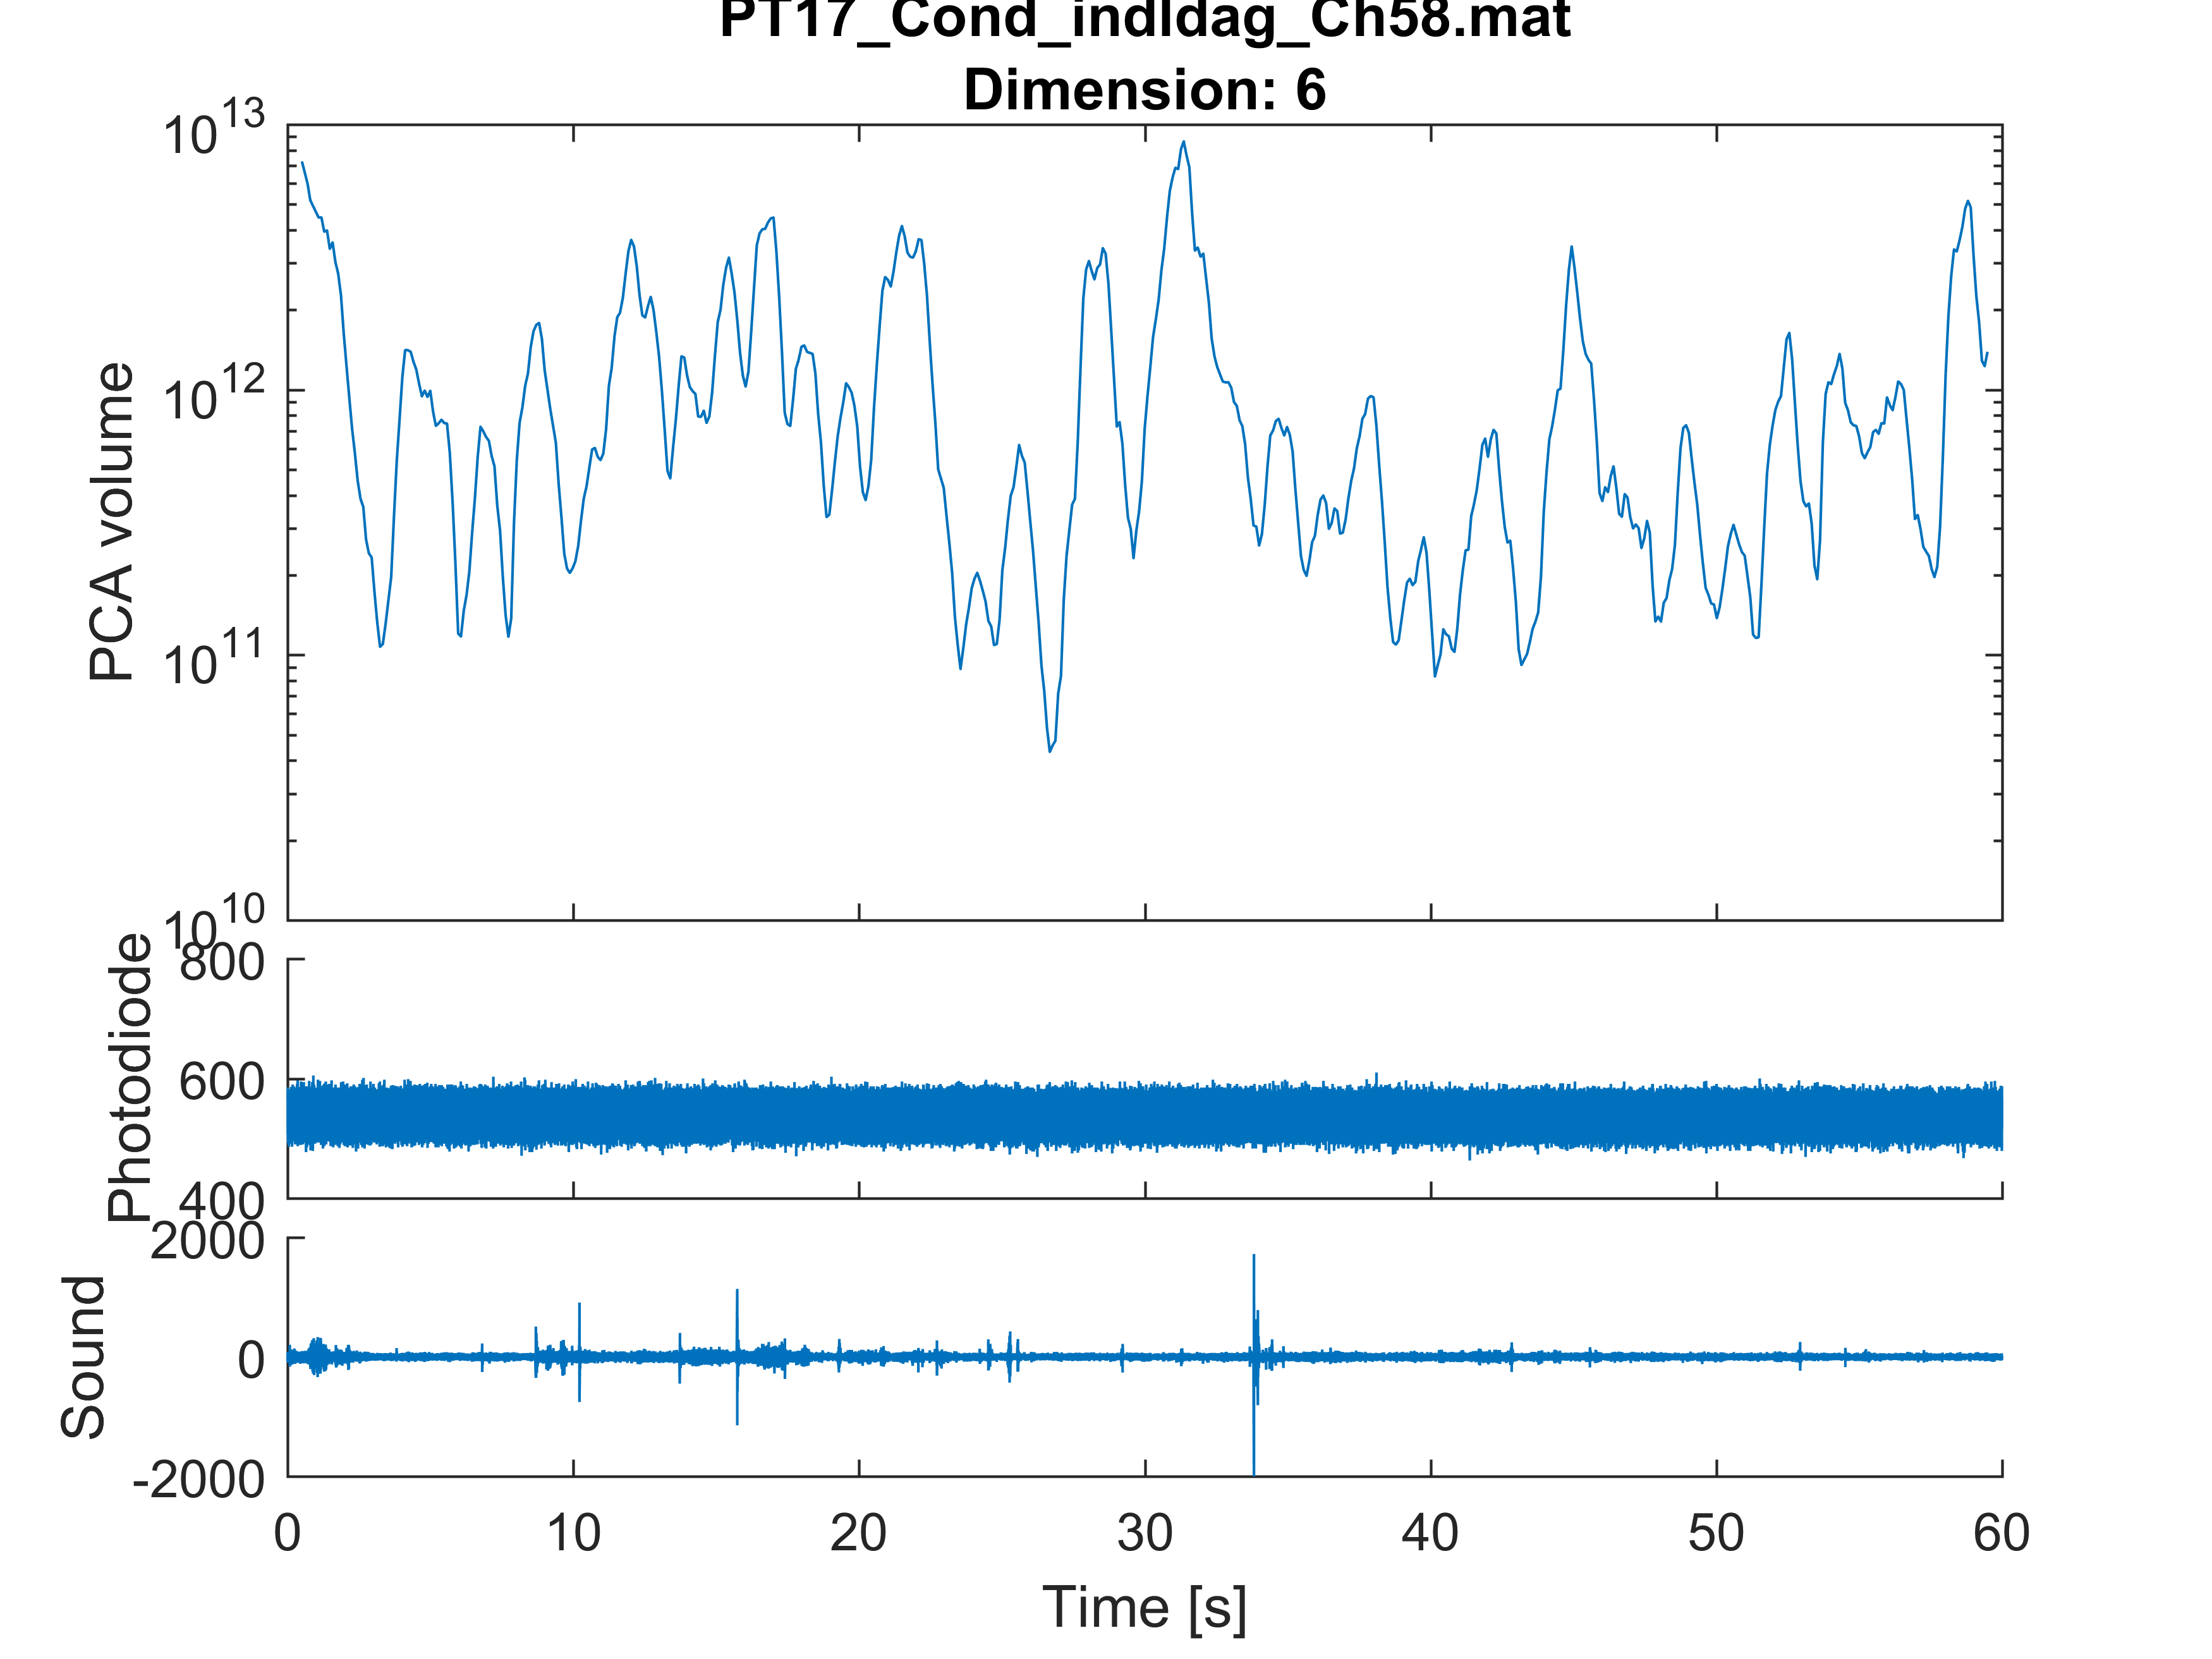 PT17_Cond_indIdag_Ch58.mat
Dimension: 6
10^13
10^12
10^11
10^10
PCA volume
800
600
400
Photodiode
2000
0
-2000
Sound
0 10 20 30 40 50 60
Time [s]